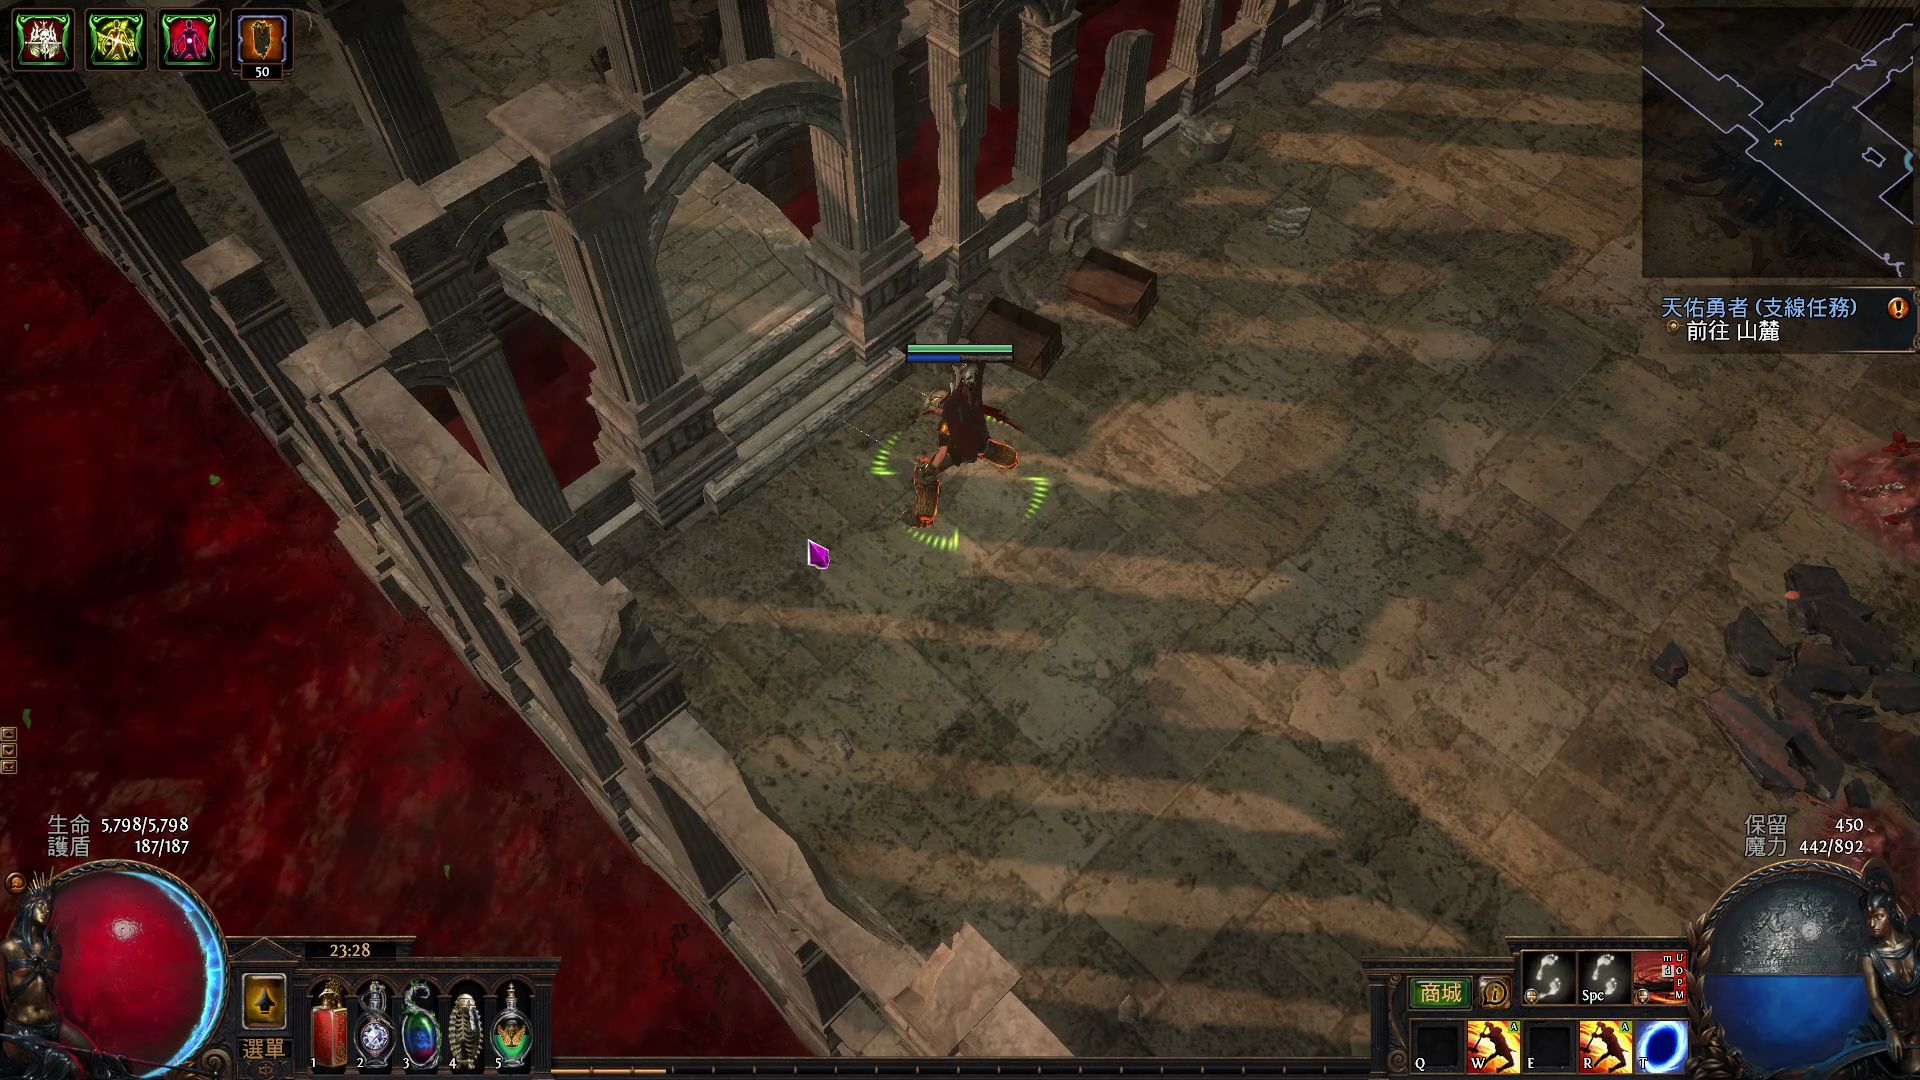 50
天佑勇者 (支線任務)
前往 山麓
生命 5,798/5,798
護盾 187/187
保留 450
魔力 442/892
23:28
選單
1 2 3 4 5
商城
Spc
m U
d O
P
M
Q W A E R A T